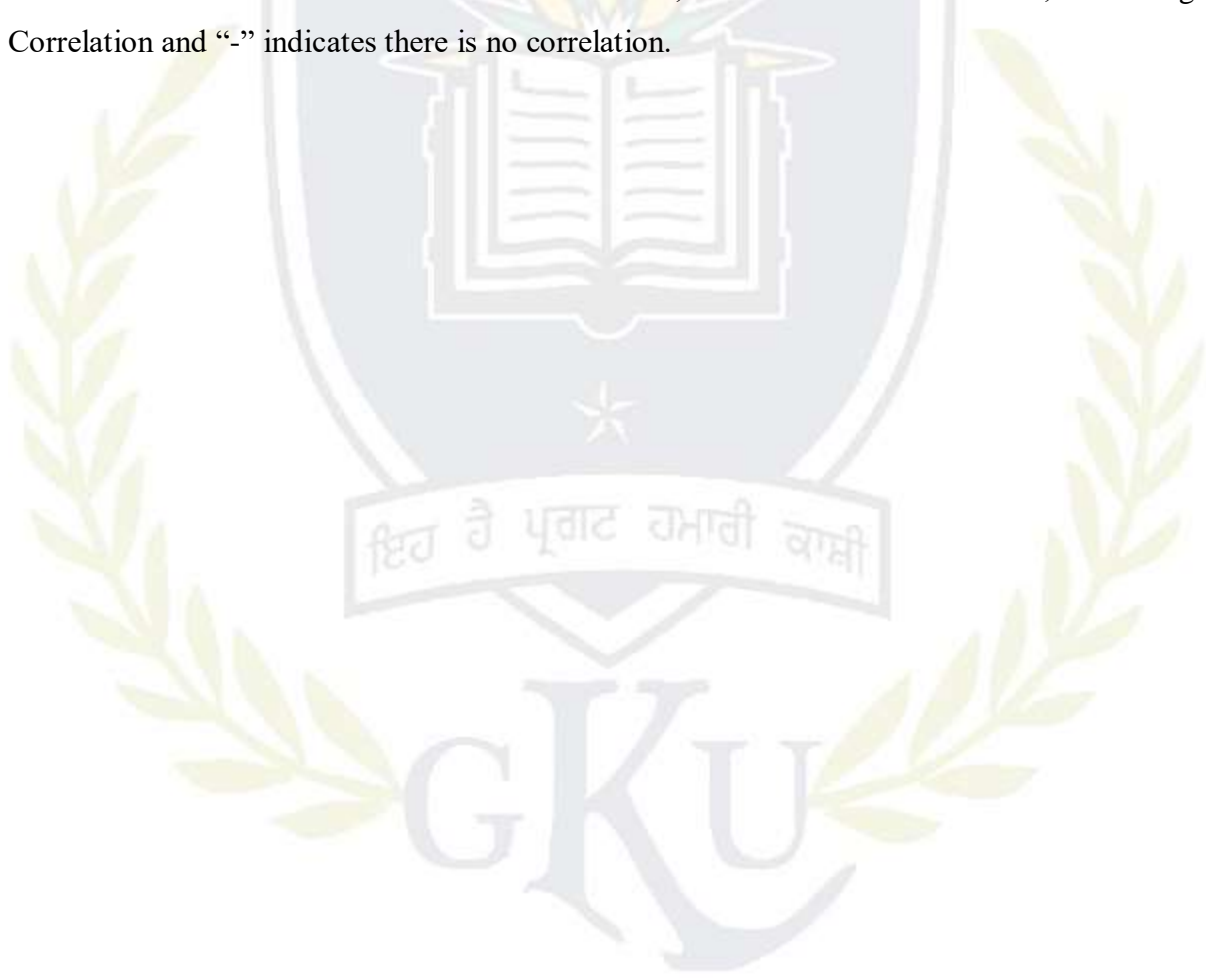 Correlation and “-” indicates there is no correlation.
ਇਹ ਹੈ ਪ੍ਰਗਟ ਹਮਾਰੀ ਕਾਸ਼ੀ
GKU